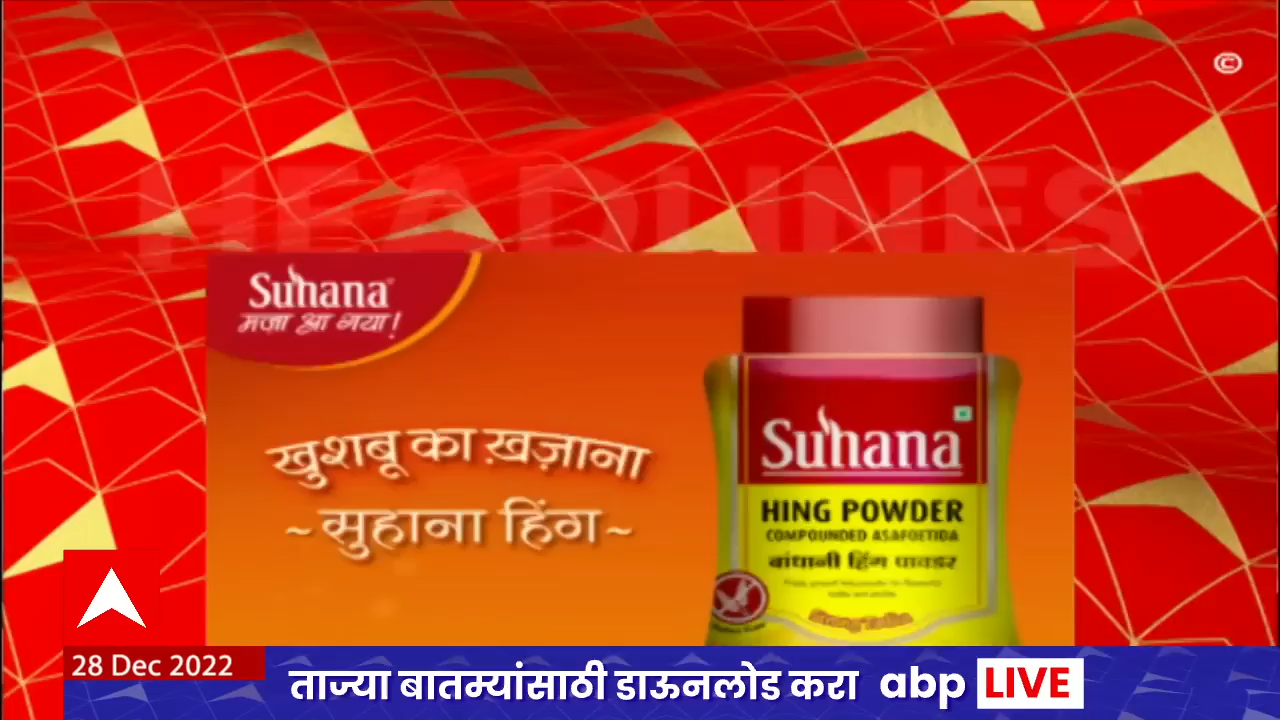 ©
HEADLINES
Suhana
मज़ा आ गया!
खुशबू का ख़ज़ाना
~सुहाना हिंग~
Suhana
HING POWDER
COMPOUNDED ASAFOETIDA
बांधानी हिंग पावडर
28 Dec 2022
ताज्या बातम्यांसाठी डाऊनलोड करा abp LIVE